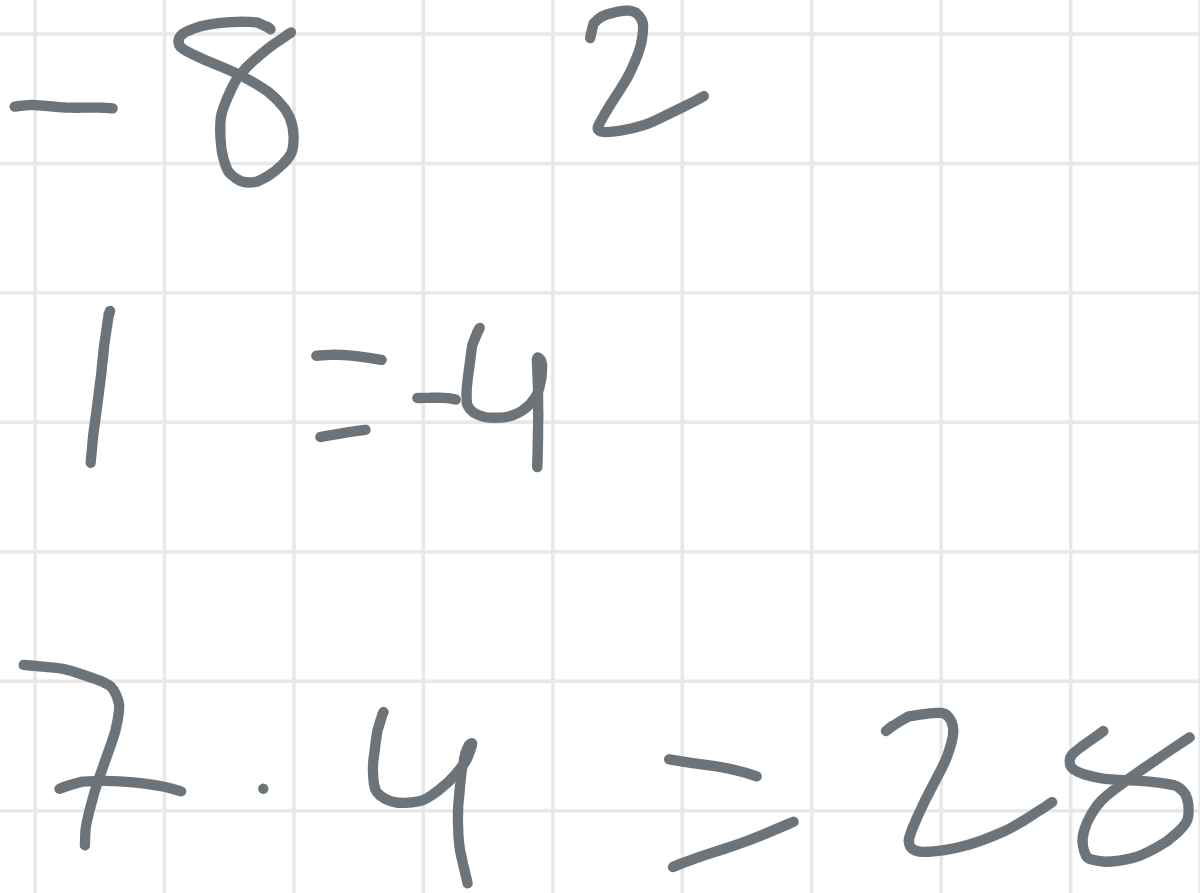 - 8 2
1 = -4
7 · 4 = 28